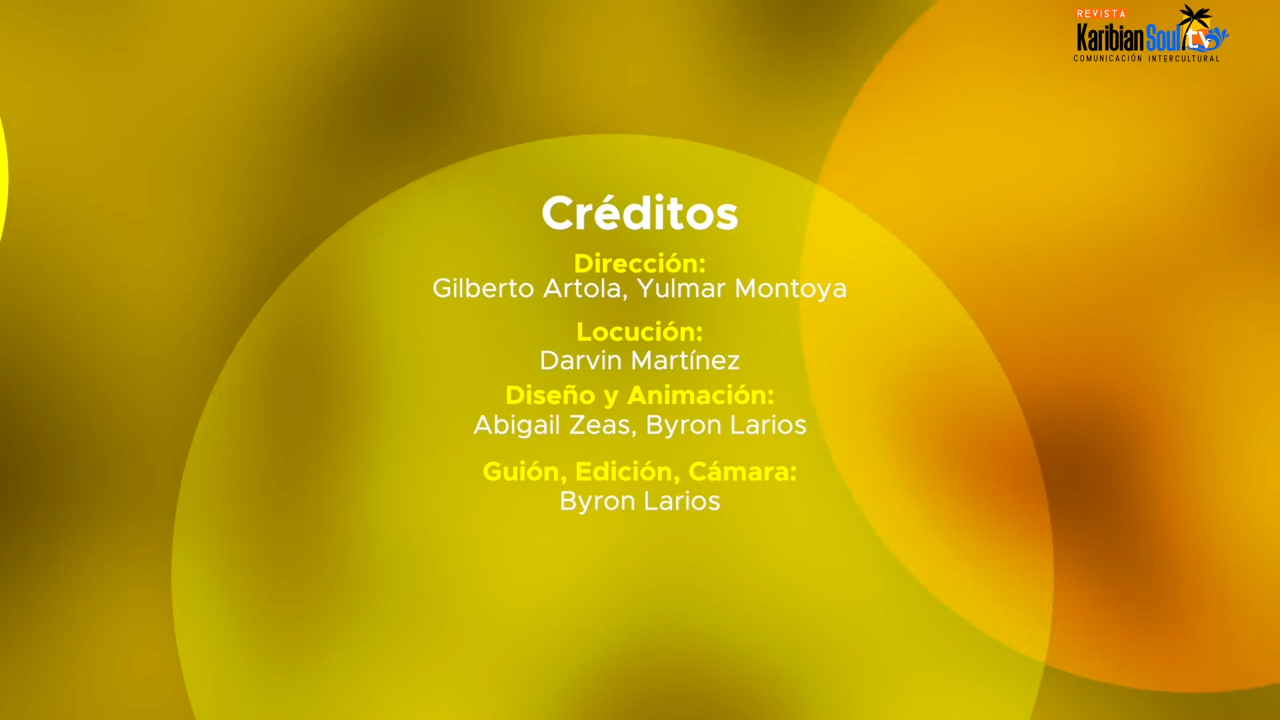 REVISTA
Karibian Soul tv
COMUNICACIÓN INTERCULTURAL
Créditos
Dirección:
Gilberto Artola, Yulmar Montoya
Locución:
Darvin Martínez
Diseño y Animación:
Abigail Zeas, Byron Larios
Guión, Edición, Cámara:
Byron Larios